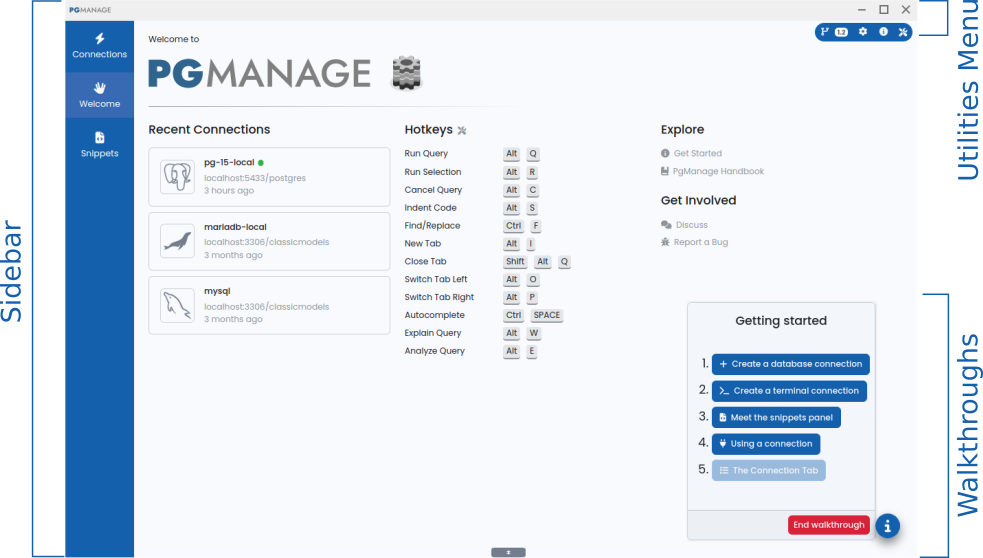 PGMANAGE
Utilities Menu
Sidebar
Walkthroughs
Connections
Welcome
Snippets
1.2
Welcome to
PGMANAGE
Recent Connections
pg-15-local
localhost:5433/postgres
3 hours ago
mariadb-local
localhost:3306/classicmodels
3 months ago
mysql
localhost:3306/classicmodels
3 months ago
Hotkeys
Run Query Alt Q
Run Selection Alt R
Cancel Query Alt C
Indent Code Alt S
Find/Replace Ctrl F
New Tab Alt I
Close Tab Shift Alt Q
Switch Tab Left Alt O
Switch Tab Right Alt P
Autocomplete Ctrl SPACE
Explain Query Alt W
Analyze Query Alt E
Explore
Get Started
PgManage Handbook
Get Involved
Discuss
Report a Bug
Getting started
1. Create a database connection
2. Create a terminal connection
3. Meet the snippets panel
4. Using a connection
5. The Connection Tab
End walkthrough